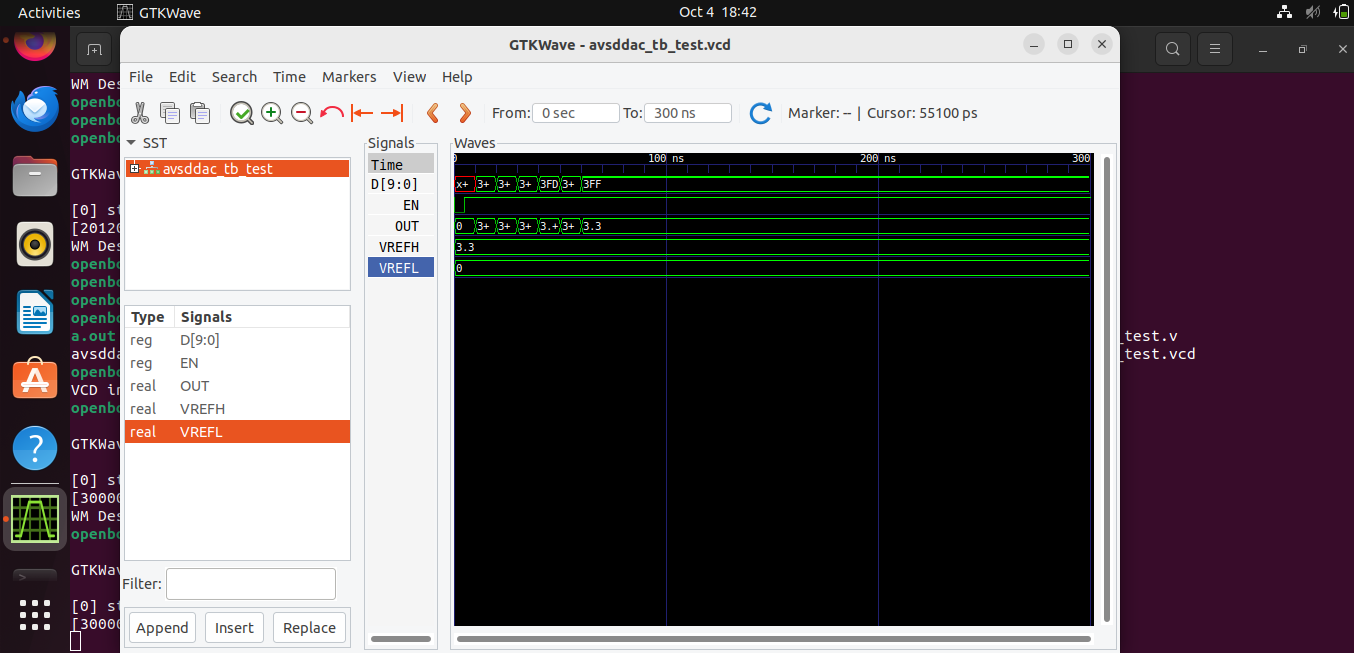 Activities GTKWave Oct 4 18:42
GTKWave - avsddac_tb_test.vcd
File Edit Search Time Markers View Help
From: 0 sec To: 300 ns Marker: -- | Cursor: 55100 ps
SST
avsddac_tb_test
Type Signals
reg D[9:0]
reg EN
real OUT
real VREFH
real VREFL
Filter:
Append Insert Replace
Signals
Time
D[9:0]
EN
OUT
VREFH
VREFL
Waves
0 100 ns 200 ns 300
x+ 3+ 3+ 3+ 3FD 3+ 3FF
0 3+ 3+ 3+ 3.+ 3+ 3.3
3.3
0
WM Des
openbo
openbo
openbo
GTKWav
[0] st
[20120
WM Des
openbo
openbo
openbo
openbo
a.out _test.v
avsdda _test.vcd
openbo
VCD in
openbo
GTKWav
[0] st
[30000
WM Des
openbo
GTKWav
[0] st
[30000